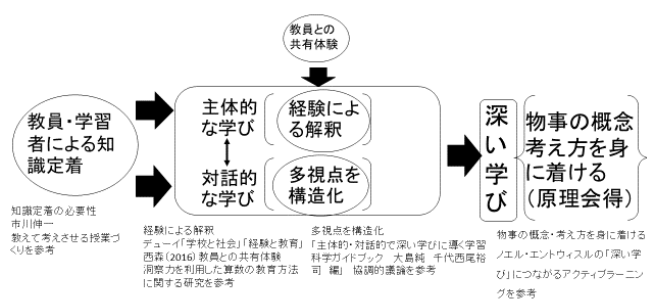 教員との
共有体験
教員・学習
者による知
識定着
主体的
な学び
経験によ
る解釈
対話的
な学び
多視点を
構造化
深い学び
物事の概念
考え方を身
に着ける
(原理会得)
知識定着の必要性
市川伸一
教えて考えさせる授業づ
くりを参考
経験による解釈
デューイ「学校と社会」「経験と教育」
西森(2016)教員との共有体験
洞察力を利用した算数の教育方法
に関する研究を参考
多視点を構造化
「主体的・対話的で深い学びに導く学習
科学ガイドブック 大島純 千代西尾裕
司 編」 協調的議論を参考
物事の概念・考え方を身に着ける
ノエル・エントウィスルの「深い学
び」につながるアクティブラーニン
グを参考